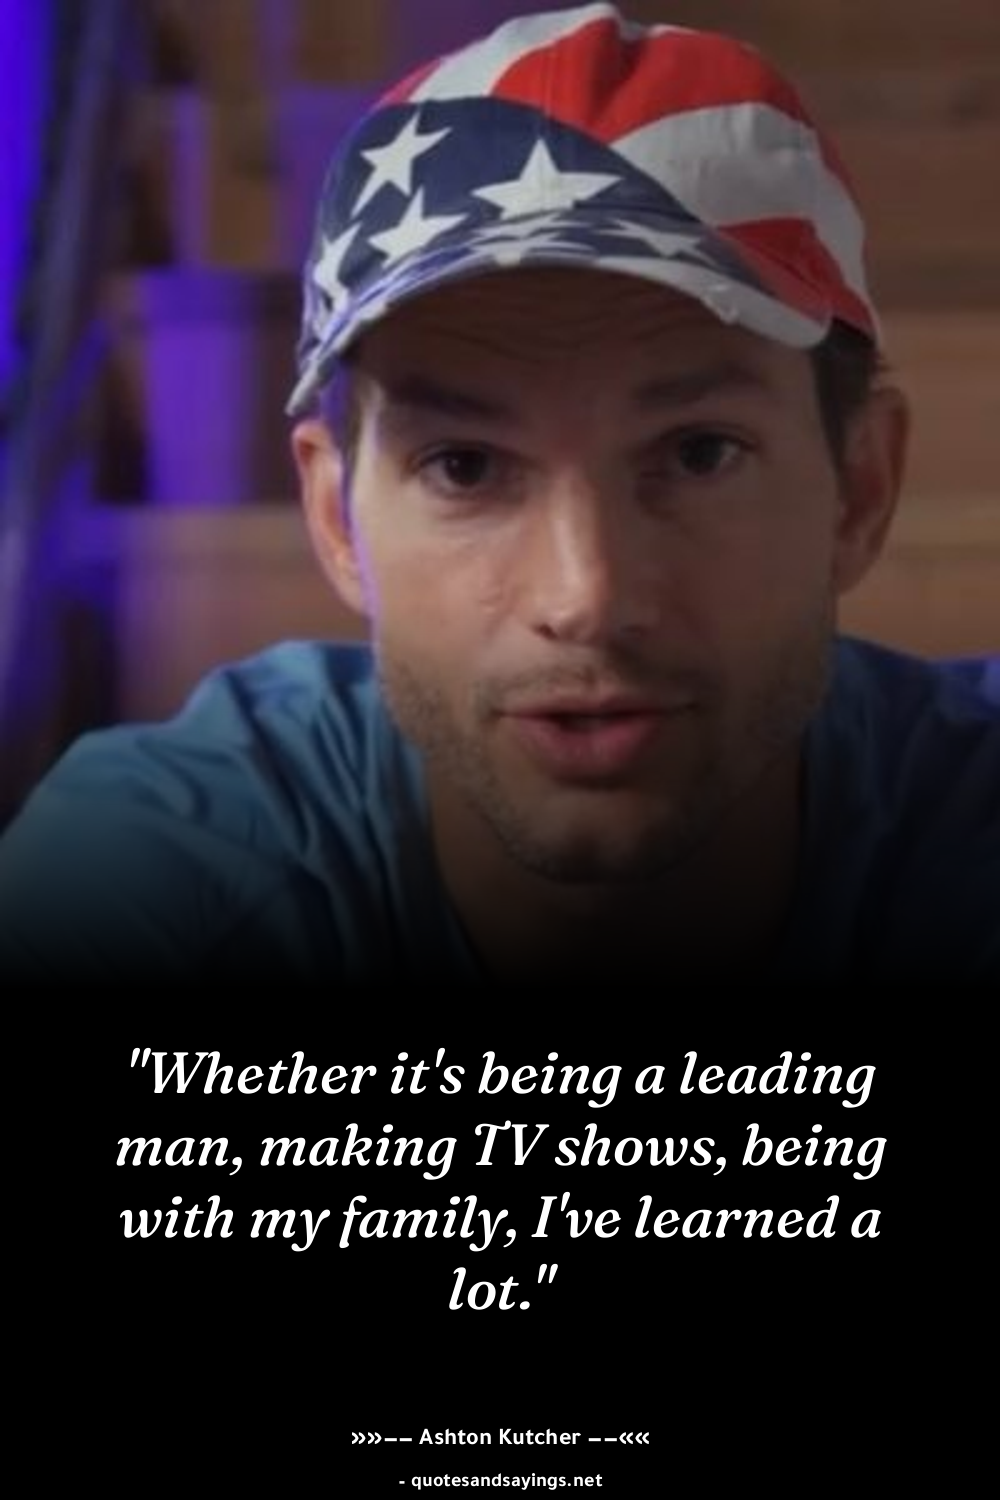 "Whether it's being a leading
man, making TV shows, being
with my family, I've learned a
lot."
»»–– Ashton Kutcher ––««
- quotesandsayings.net